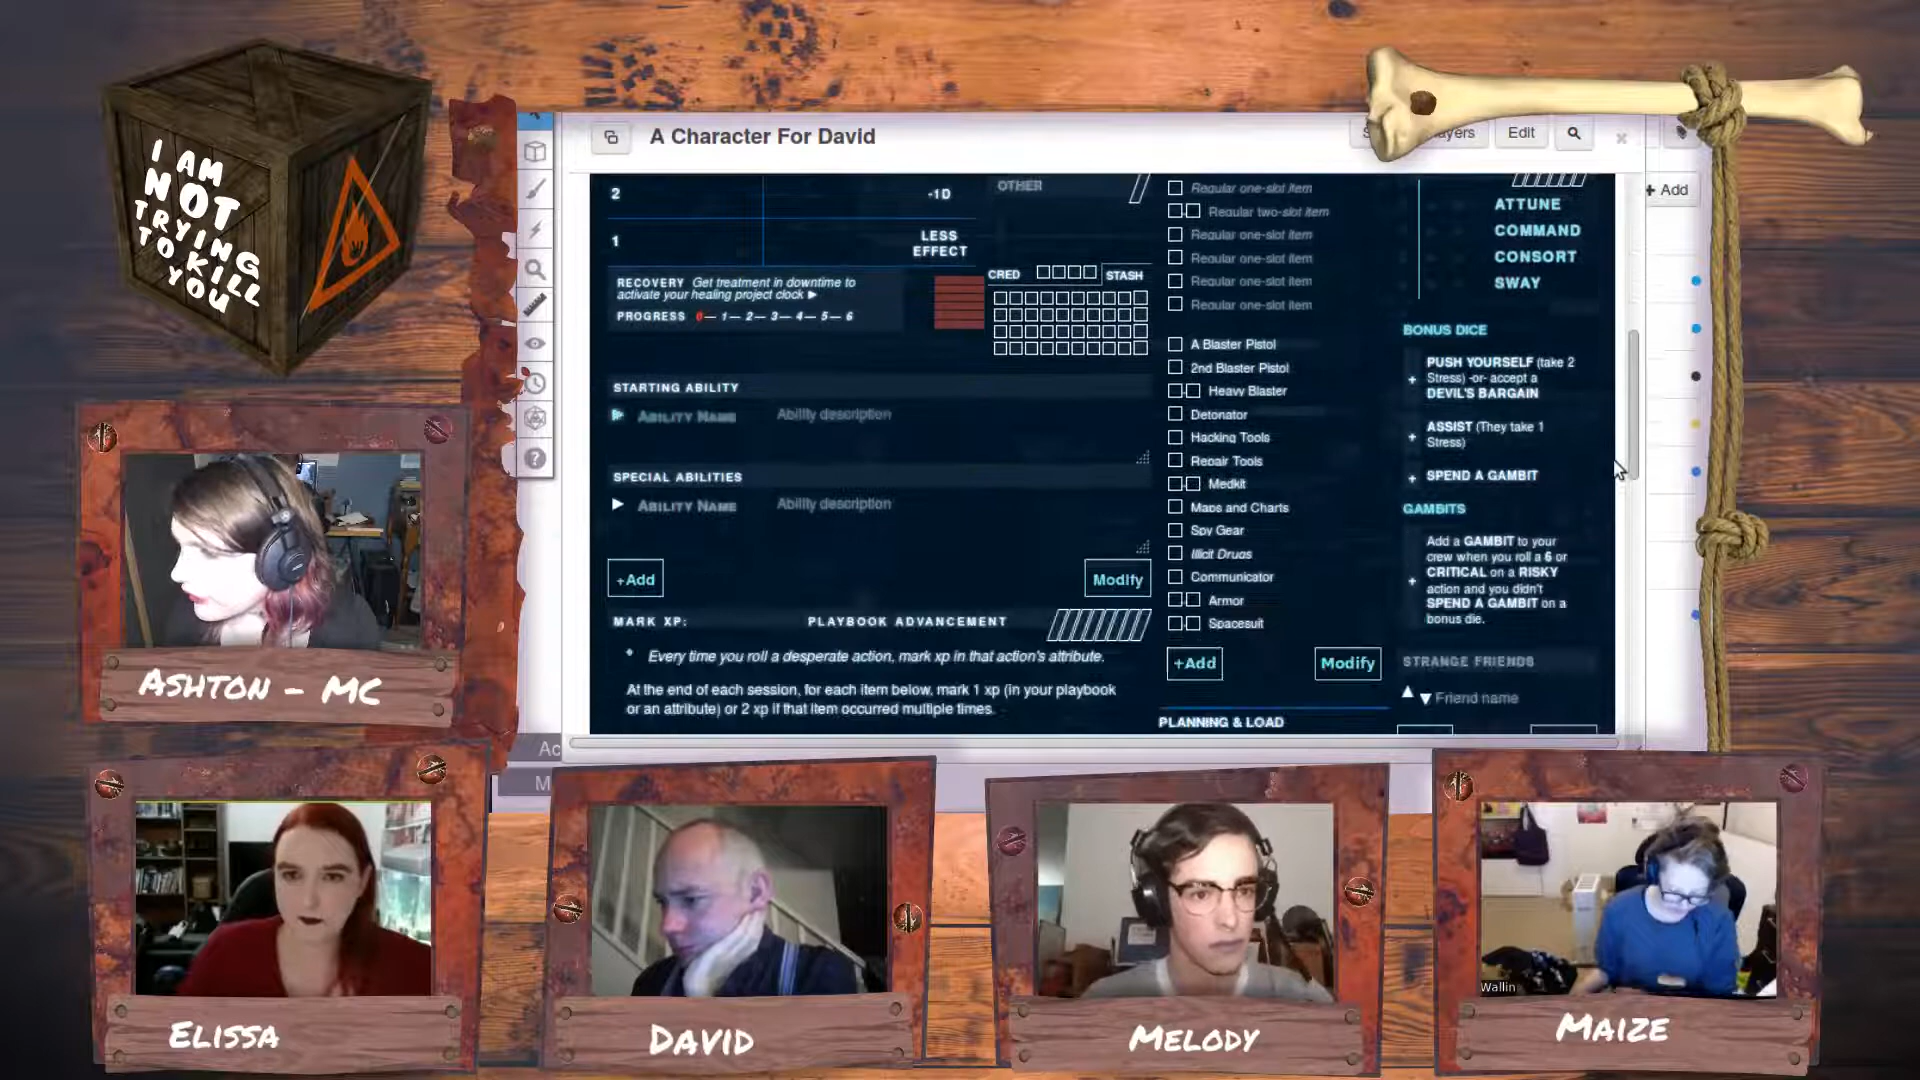 I AM
NOT
TRYING
TO KILL
YOU
A Character For David
Edit
+ Add
2
-1D
1
LESS
EFFECT
OTHER
RECOVERY Get treatment in downtime to
activate your healing project clock ▶
PROGRESS 0— 1— 2— 3— 4— 5— 6
CRED
STASH
STARTING ABILITY
ABILITY NAME
Ability description
SPECIAL ABILITIES
ABILITY NAME
Ability description
+Add
Modify
MARK XP:
PLAYBOOK ADVANCEMENT
Every time you roll a desperate action, mark xp in that action's attribute.
At the end of each session, for each item below, mark 1 xp (in your playbook
or an attribute) or 2 xp if that item occurred multiple times.
Regular one-slot item
Regular two-slot item
Regular one-slot item
Regular one-slot item
Regular one-slot item
Regular one-slot item
A Blaster Pistol
2nd Blaster Pistol
Heavy Blaster
Detonator
Hacking Tools
Repair Tools
Medkit
Maps and Charts
Spy Gear
Illicit Drugs
Communicator
Armor
Spacesuit
+Add
Modify
PLANNING & LOAD
ATTUNE
COMMAND
CONSORT
SWAY
BONUS DICE
+ PUSH YOURSELF (take 2
Stress) -or- accept a
DEVIL'S BARGAIN
+ ASSIST (They take 1
Stress)
+ SPEND A GAMBIT
GAMBITS
+ Add a GAMBIT to your
crew when you roll a 6 or
CRITICAL on a RISKY
action and you didn't
SPEND A GAMBIT on a
bonus die.
STRANGE FRIENDS
Friend name
ASHTON - MC
ELISSA
DAVID
MELODY
Wallin
MAIZE